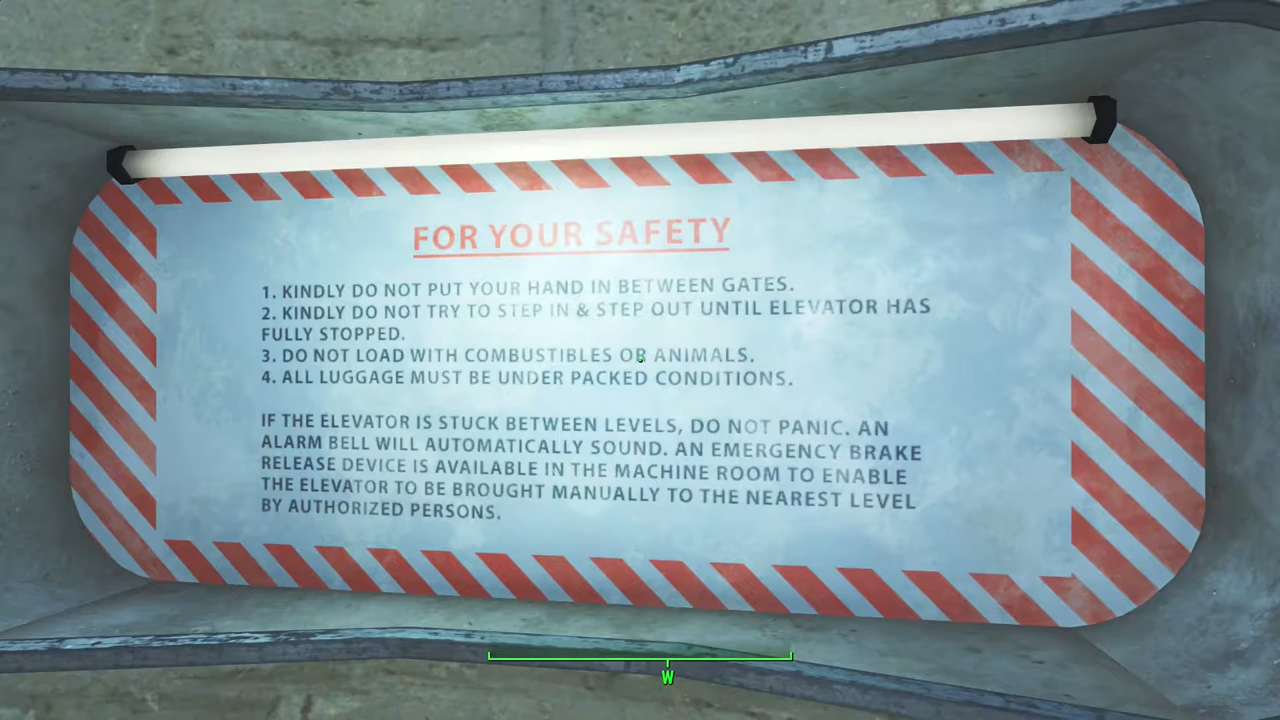 FOR YOUR SAFETY
1. KINDLY DO NOT PUT YOUR HAND IN BETWEEN GATES.
2. KINDLY DO NOT TRY TO STEP IN & STEP OUT UNTIL ELEVATOR HAS
FULLY STOPPED.
3. DO NOT LOAD WITH COMBUSTIBLES OR ANIMALS.
4. ALL LUGGAGE MUST BE UNDER PACKED CONDITIONS.
IF THE ELEVATOR IS STUCK BETWEEN LEVELS, DO NOT PANIC. AN
ALARM BELL WILL AUTOMATICALLY SOUND. AN EMERGENCY BRAKE
RELEASE DEVICE IS AVAILABLE IN THE MACHINE ROOM TO ENABLE
THE ELEVATOR TO BE BROUGHT MANUALLY TO THE NEAREST LEVEL
BY AUTHORIZED PERSONS.
W